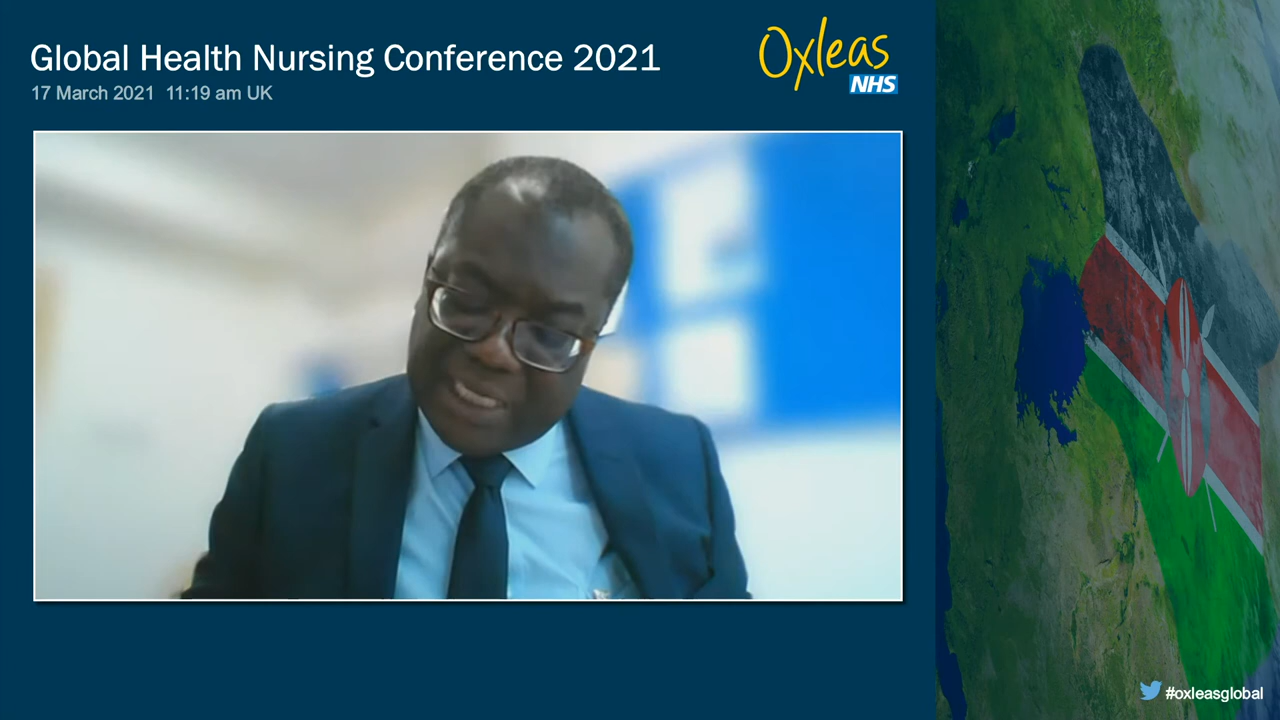 Global Health Nursing Conference 2021
17 March 2021 11:19 am UK
Oxleas
NHS
#oxleasglobal